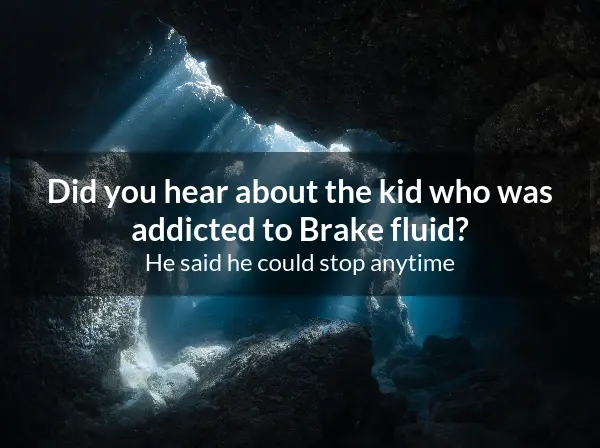 Did you hear about the kid who was
addicted to Brake fluid?
He said he could stop anytime